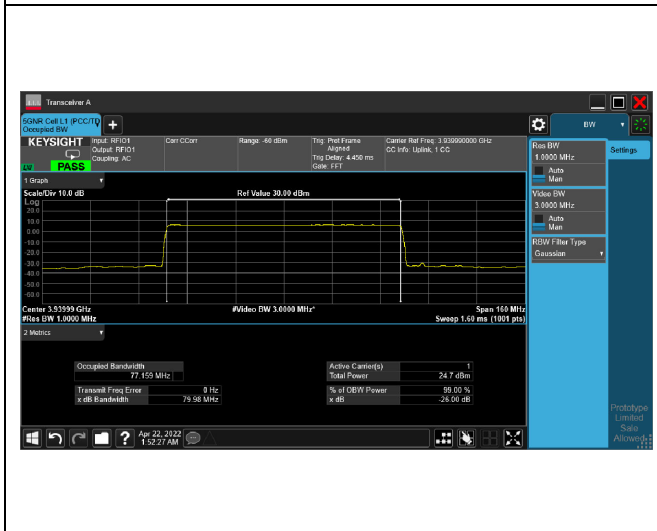 Transceiver A
5GNR Cell L1 (PCC/TD
Occupied BW
BW
KEYSIGHT
Input: RFIO1
Output: RFIO1
Coupling: AC
Corr CCorr
Range: -60 dBm
Trig: Prot Frame
Aligned
Trig Delay: 4.450 ms
Gate: FFT
Carrier Ref Freq: 3.939990000 GHz
CC Info: Uplink, 1 CC
PASS
Res BW
1.0000 MHz
Auto
Man
Video BW
3.0000 MHz
Auto
Man
RBW Filter Type
Gaussian
Settings
1 Graph
Scale/Div 10.0 dB
Ref Value 30.00 dBm
Log
20.0
10.0
0.00
-10.0
-20.0
-30.0
-40.0
-50.0
-60.0
Center 3.93999 GHz
#Video BW 3.0000 MHz*
Span 160 MHz
#Res BW 1.0000 MHz
Sweep 1.60 ms (1001 pts)
2 Metrics
Occupied Bandwidth
77.159 MHz
Transmit Freq Error 0 Hz
x dB Bandwidth 79.98 MHz
Active Carrier(s) 1
Total Power 24.7 dBm
% of OBW Power 99.00 %
x dB -26.00 dB
Prototype
Limited
Sale
Allowed
Apr 22, 2022
1:52:27 AM